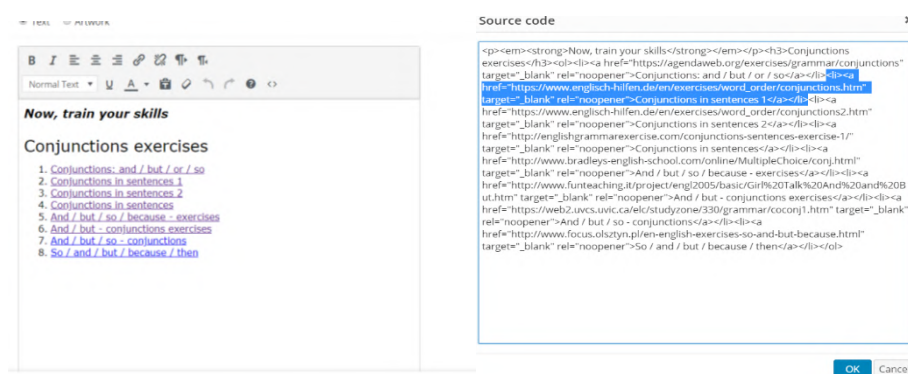 Text Artwork
B I
Normal Text U A
Now, train your skills
Conjunctions exercises
1. Conjunctions: and / but / or / so
2. Conjunctions in sentences 1
3. Conjunctions in sentences 2
4. Conjunctions in sentences
5. And / but / so / because - exercises
6. And / but - conjunctions exercises
7. And / but / so - conjunctions
8. So / and / but / because / then
Source code
<p><em><strong>Now, train your skills</strong></em></p><h3>Conjunctions
exercises</h3><ol><li><a href="https://agendaweb.org/exercises/grammar/conjunctions"
target="_blank" rel="noopener">Conjunctions: and / but / or / so</a></li><li><a
href="https://www.englisch-hilfen.de/en/exercises/word_order/conjunctions.htm"
target="_blank" rel="noopener">Conjunctions in sentences 1</a></li><li><a
href="https://www.englisch-hilfen.de/en/exercises/word_order/conjunctions2.htm"
target="_blank" rel="noopener">Conjunctions in sentences 2</a></li><li><a
href="http://englishgrammarexercise.com/conjunctions-sentences-exercise-1/"
target="_blank" rel="noopener">Conjunctions in sentences</a></li><li><a
href="http://www.bradleys-english-school.com/online/MultipleChoice/conj.html"
target="_blank" rel="noopener">And / but / so / because - exercises</a></li><li><a
href="http://www.funteaching.it/project/engl2005/basic/Girl%20Talk%20And%20and%20B
ut.htm" target="_blank" rel="noopener">And / but - conjunctions exercises</a></li><li><a
href="https://web2.uvcs.uvic.ca/elc/studyzone/330/grammar/coconj1.htm" target="_blank"
rel="noopener">And / but / so - conjunctions</a></li><li><a
href="http://www.focus.olsztyn.pl/en-english-exercises-so-and-but-because.html"
target="_blank" rel="noopener">So / and / but / because / then</a></li></ol>
OK Cance